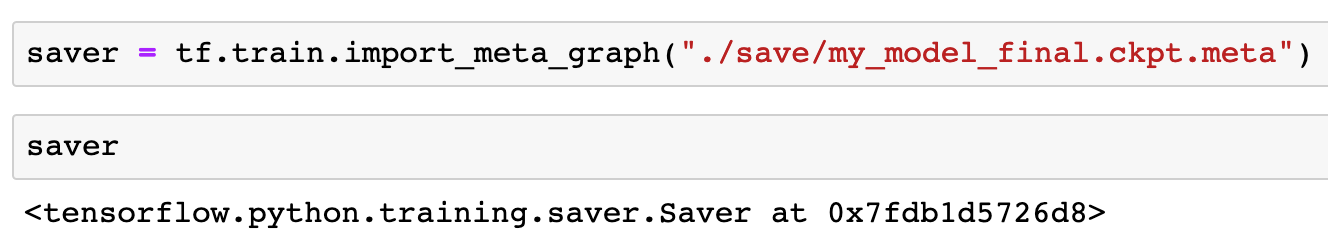 saver = tf.train.import_meta_graph("./save/my_model_final.ckpt.meta")
saver
<tensorflow.python.training.saver.Saver at 0x7fdb1d5726d8>